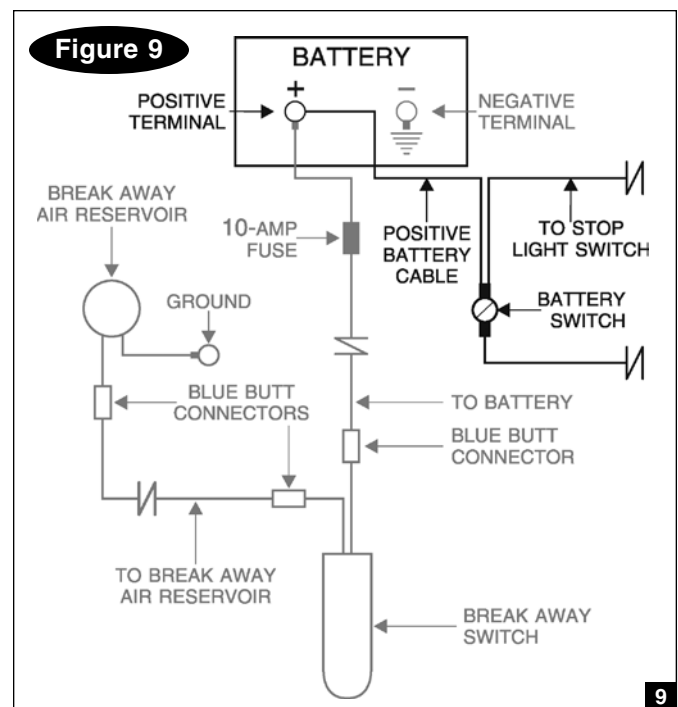 Figure 9
BATTERY
+
−
POSITIVE
TERMINAL
NEGATIVE
TERMINAL
BREAK AWAY
AIR RESERVOIR
10-AMP
FUSE
POSITIVE
BATTERY
CABLE
TO STOP
LIGHT SWITCH
GROUND
BATTERY
SWITCH
BLUE BUTT
CONNECTORS
TO BATTERY
BLUE BUTT
CONNECTOR
TO BREAK AWAY
AIR RESERVOIR
BREAK AWAY
SWITCH
9